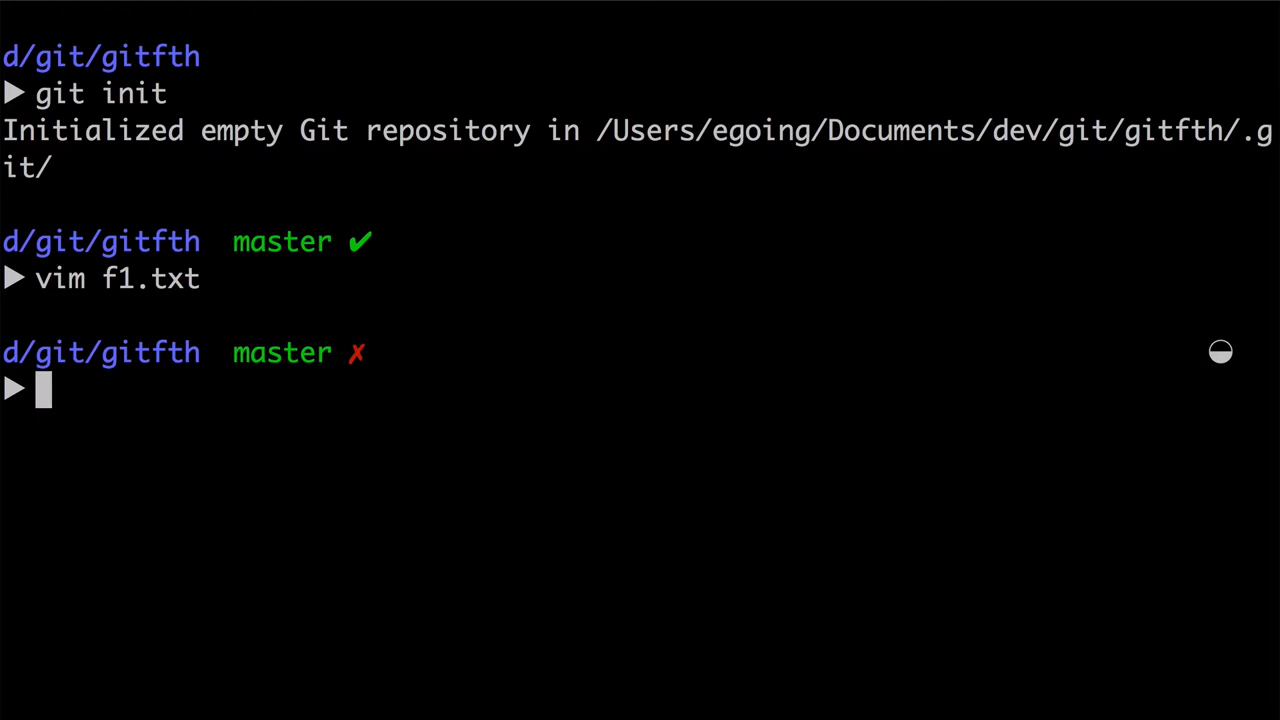 d/git/gitfth
▶ git init
Initialized empty Git repository in /Users/egoing/Documents/dev/git/gitfth/.g
it/
d/git/gitfth master ✔
▶ vim f1.txt
d/git/gitfth master ✗
▶